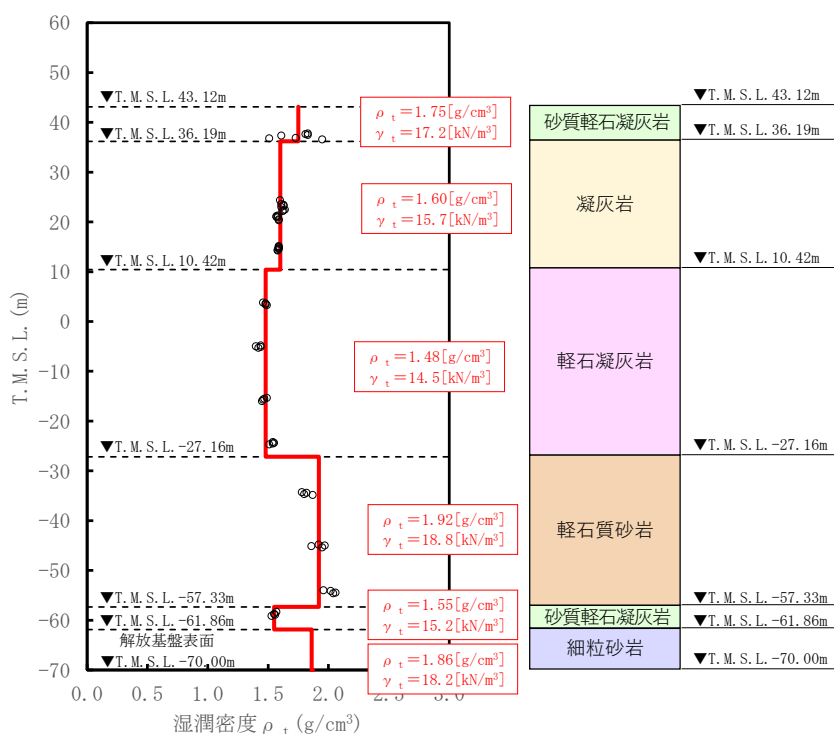 60
50
40
30
20
10
0
-10
-20
-30
-40
-50
-60
-70
T.M.S.L.(m)
▼T.M.S.L.43.12m
▼T.M.S.L.36.19m
▼T.M.S.L.10.42m
▼T.M.S.L.-27.16m
▼T.M.S.L.-57.33m
▼T.M.S.L.-61.86m
解放基盤表面
▼T.M.S.L.-70.00m
ρt=1.75[g/cm³]
γt=17.2[kN/m³]
ρt=1.60[g/cm³]
γt=15.7[kN/m³]
ρt=1.48[g/cm³]
γt=14.5[kN/m³]
ρt=1.92[g/cm³]
γt=18.8[kN/m³]
ρt=1.55[g/cm³]
γt=15.2[kN/m³]
ρt=1.86[g/cm³]
γt=18.2[kN/m³]
0.0 0.5 1.0 1.5 2.0 2.5 3.0
湿潤密度ρt(g/cm³)
砂質軽石凝灰岩
凝灰岩
軽石凝灰岩
軽石質砂岩
砂質軽石凝灰岩
細粒砂岩
▼T.M.S.L.43.12m
▼T.M.S.L.36.19m
▼T.M.S.L.10.42m
▼T.M.S.L.-27.16m
▼T.M.S.L.-57.33m
▼T.M.S.L.-61.86m
▼T.M.S.L.-70.00m